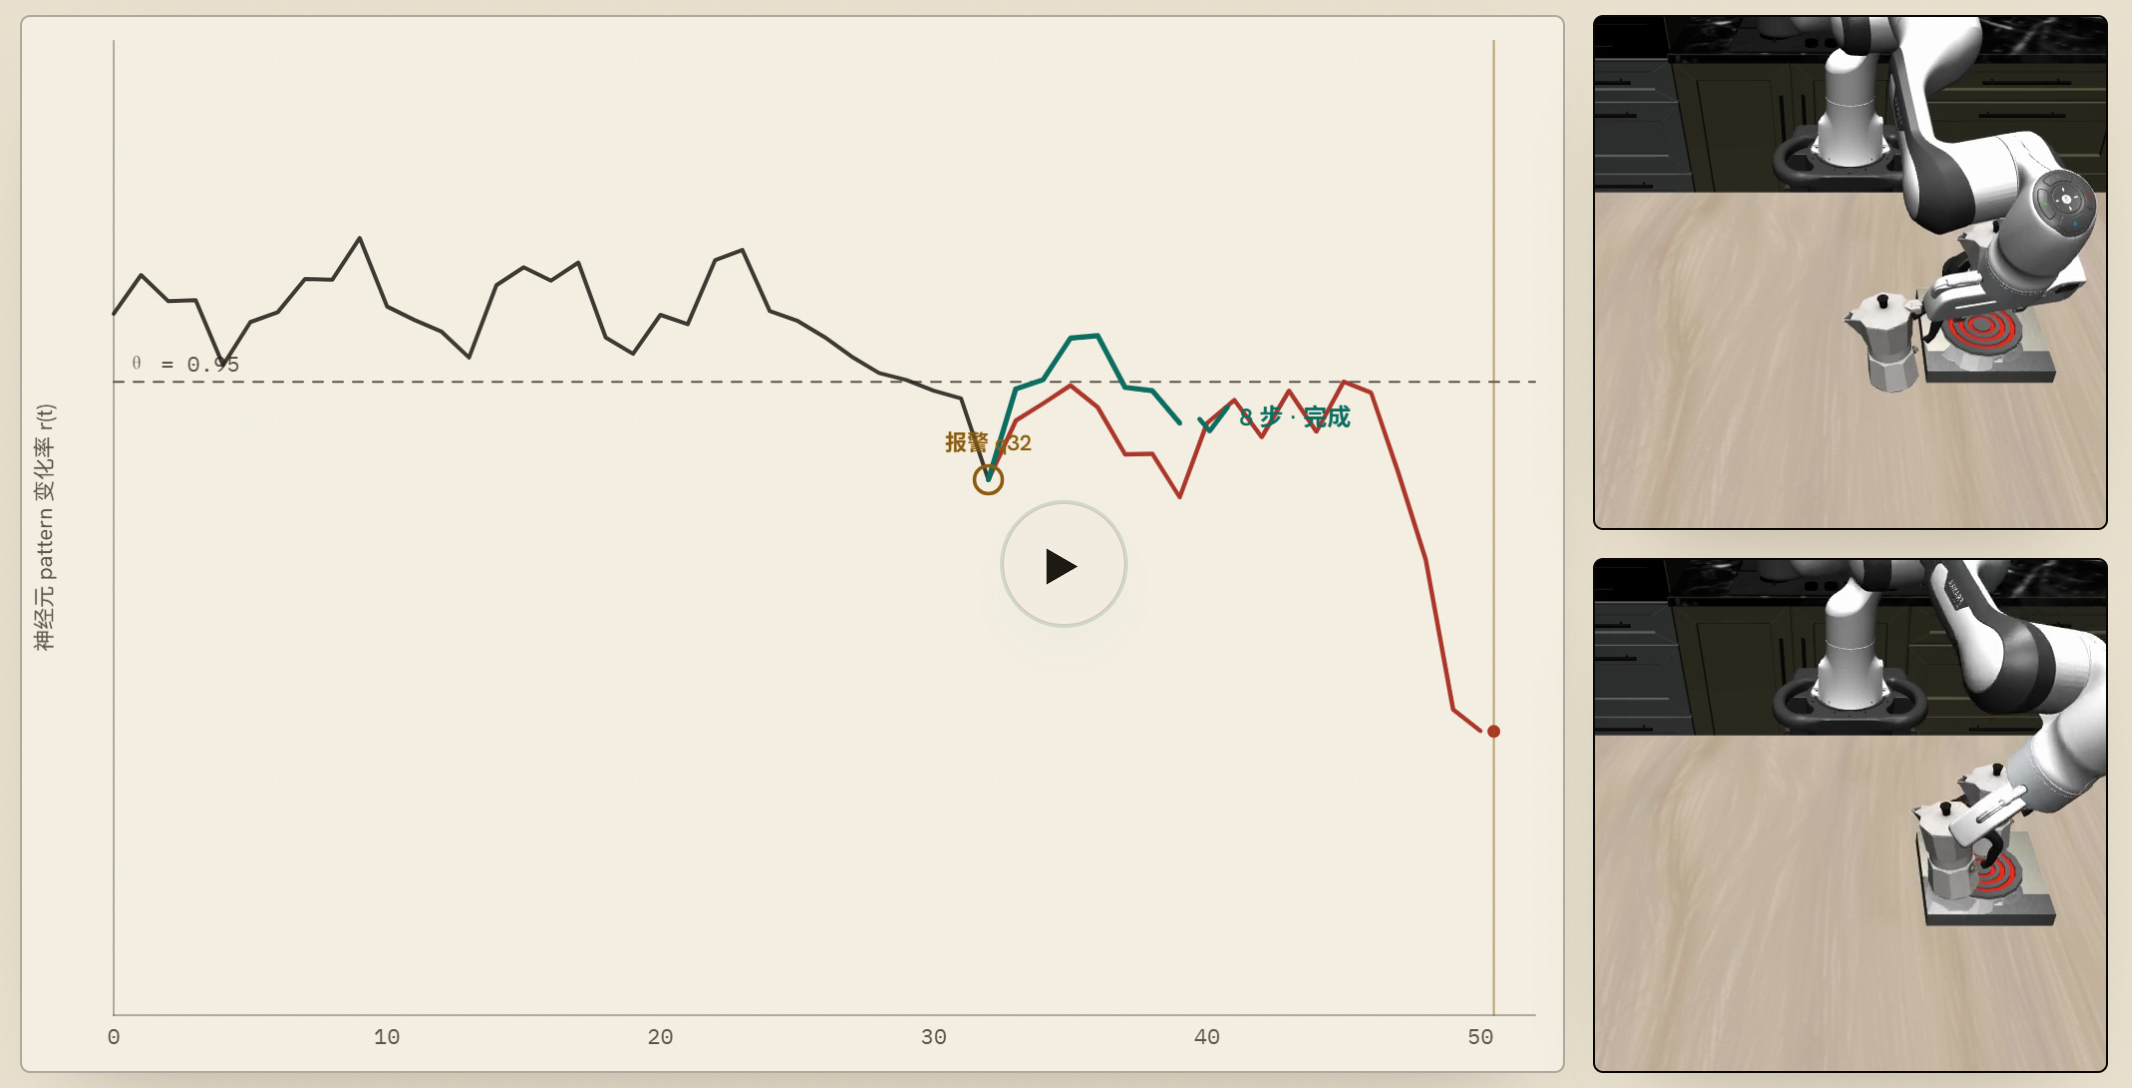 θ = 0.95
神经元 pattern 变化率 r(t)
8 步 · 完成
报警 q32
0 10 20 30 40 50